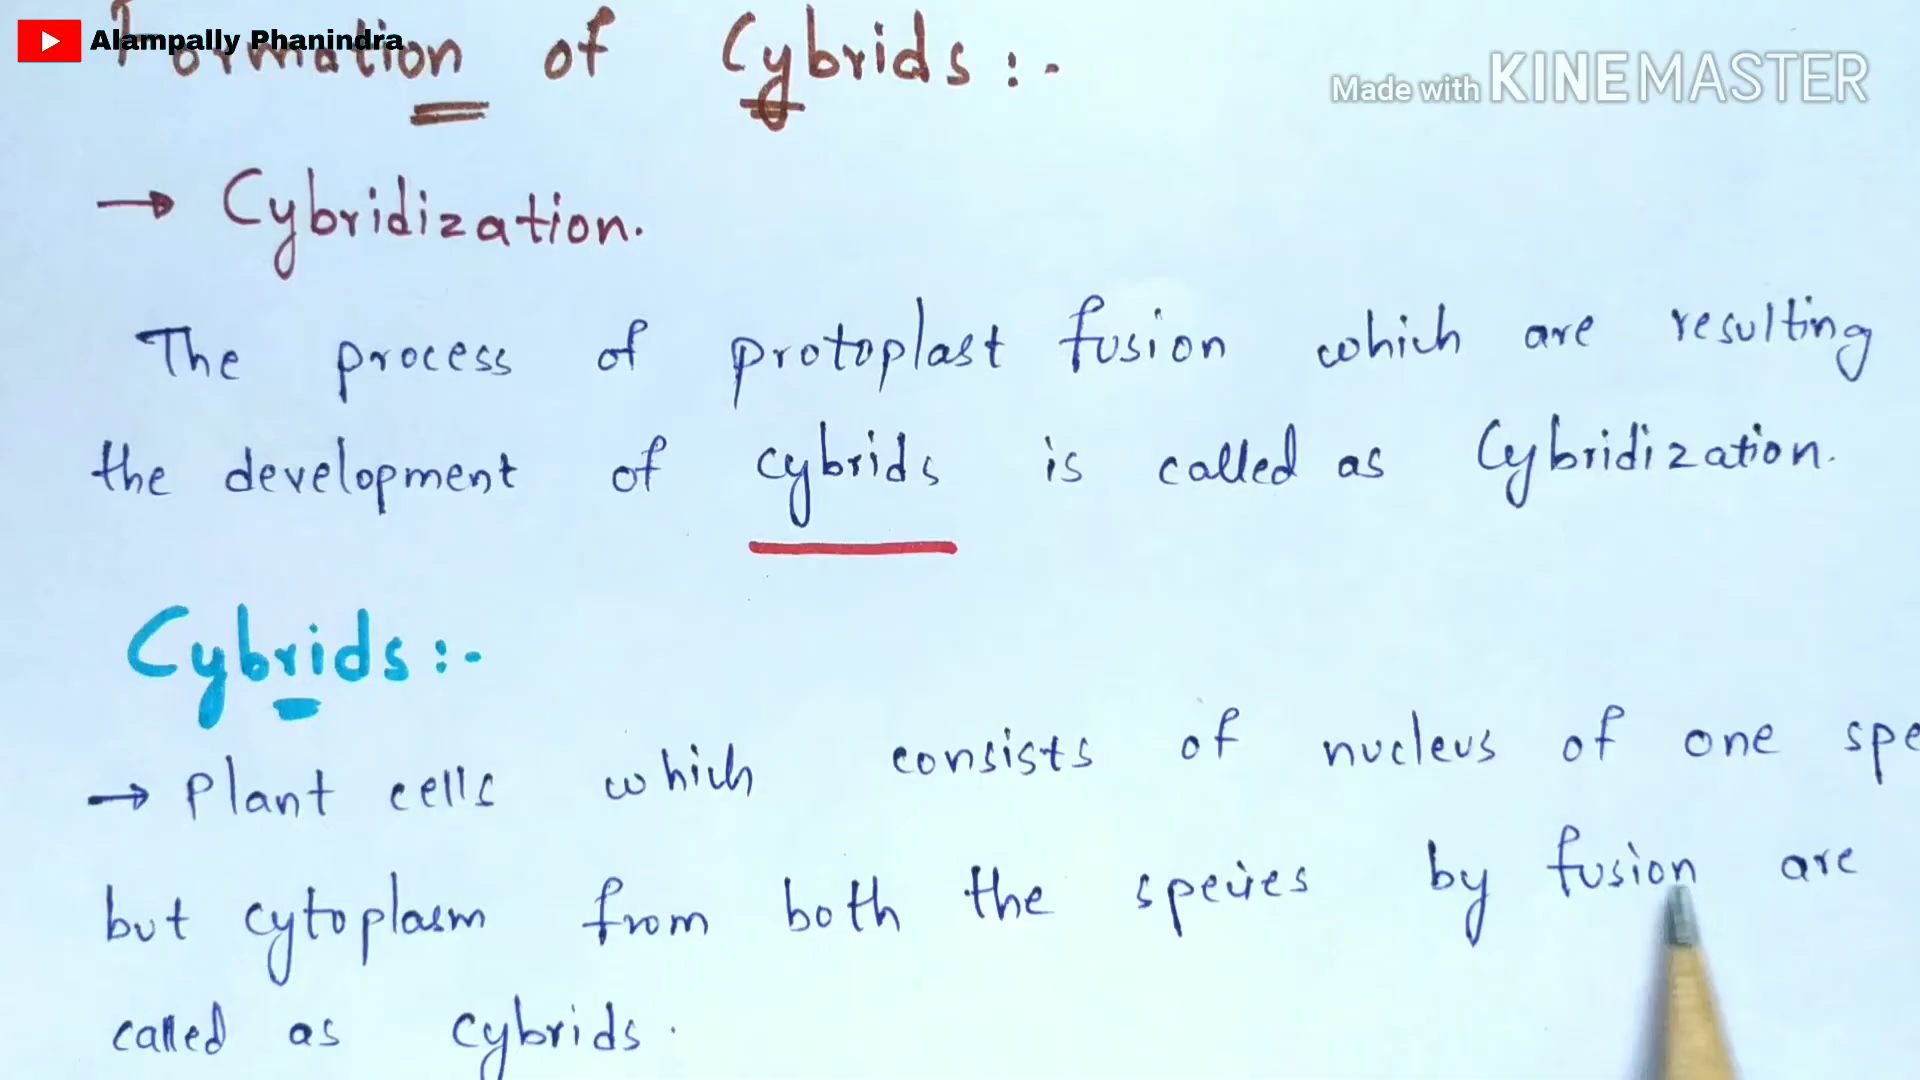 Alampally Phanindra
Formation of Cybrids :-
Made with KINEMASTER
→ Cybridization.
The process of protoplast fusion which are resulting
the development of cybrids is called as Cybridization.
Cybrids :-
→ Plant cells which consists of nucleus of one spe
but cytoplasm from both the species by fusion are
called as cybrids.